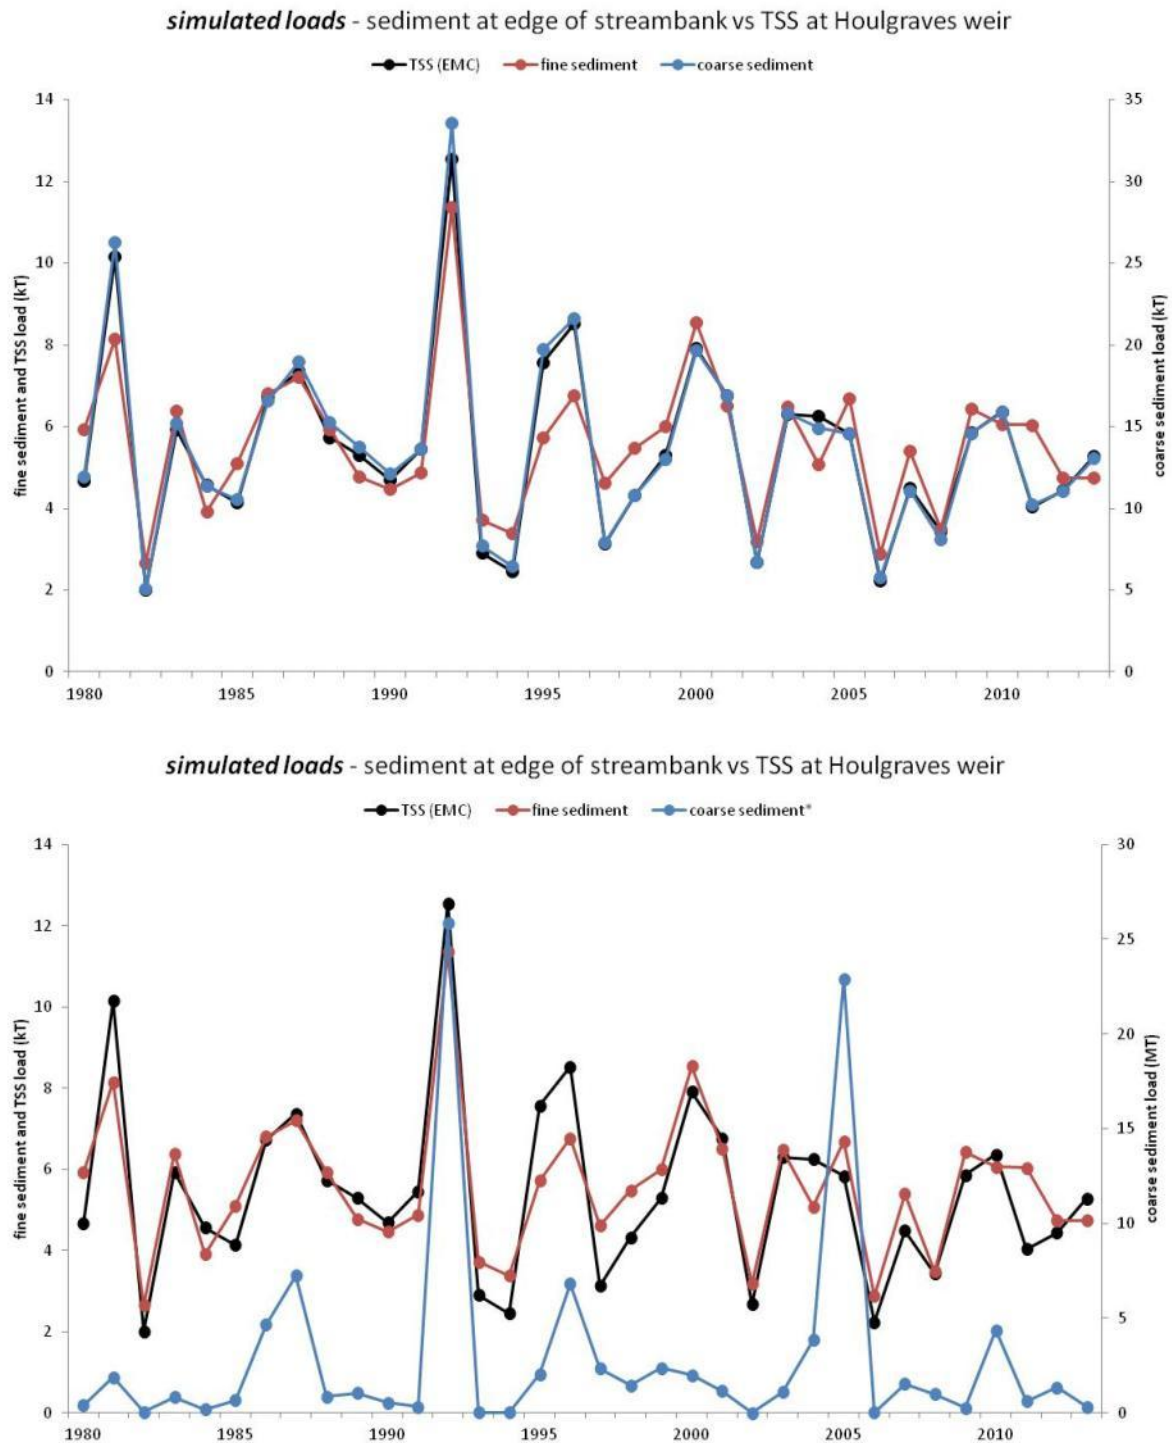 simulated loads - sediment at edge of streambank vs TSS at Houlgraves weir
TSS (EMC) fine sediment coarse sediment
14 35
12 30
10 25
8 20
6 15
4 10
2 5
0 0
fine sediment and TSS load (kT)
coarse sediment load (kT)
1980 1985 1990 1995 2000 2005 2010
simulated loads - sediment at edge of streambank vs TSS at Houlgraves weir
TSS (EMC) fine sediment coarse sediment*
14 30
12 25
10 20
8 15
6 10
4 5
2 0
0
fine sediment and TSS load (kT)
coarse sediment load (MT)
1980 1985 1990 1995 2000 2005 2010